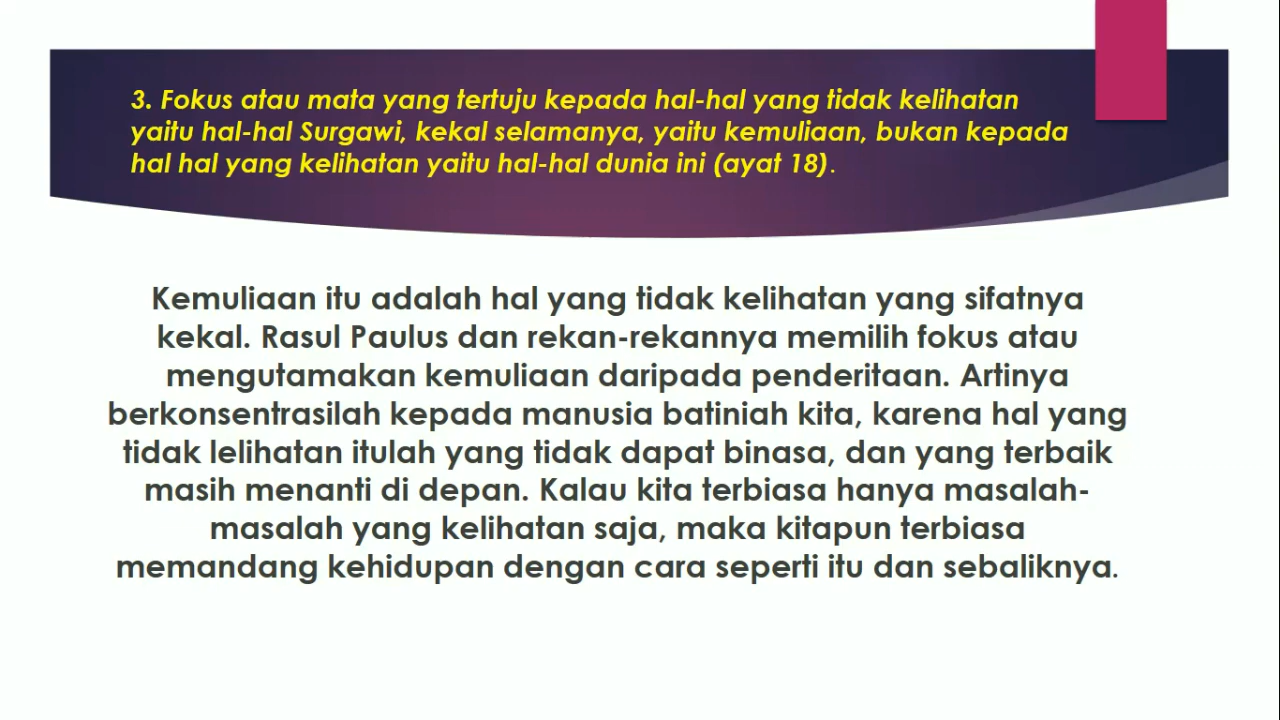 3. Fokus atau mata yang tertuju kepada hal-hal yang tidak kelihatan
yaitu hal-hal Surgawi, kekal selamanya, yaitu kemuliaan, bukan kepada
hal hal yang kelihatan yaitu hal-hal dunia ini (ayat 18).
Kemuliaan itu adalah hal yang tidak kelihatan yang sifatnya
kekal. Rasul Paulus dan rekan-rekannya memilih fokus atau
mengutamakan kemuliaan daripada penderitaan. Artinya
berkonsentrasilah kepada manusia batiniah kita, karena hal yang
tidak lelihatan itulah yang tidak dapat binasa, dan yang terbaik
masih menanti di depan. Kalau kita terbiasa hanya masalah-
masalah yang kelihatan saja, maka kitapun terbiasa
memandang kehidupan dengan cara seperti itu dan sebaliknya.